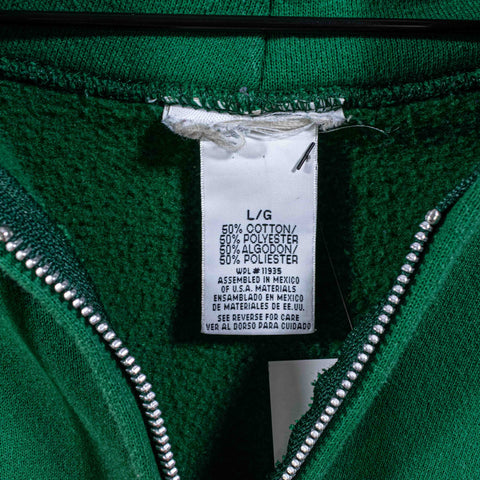 L/G
50% COTTON/
50% POLYESTER
50% ALGODON/
50% POLIESTER
WPL # 11935
ASSEMBLED IN MEXICO
OF U.S.A. MATERIALS
ENSAMBLADO EN MEXICO
DE MATERIALES DE EE.UU.
SEE REVERSE FOR CARE
VER AL DORSO PARA CUIDADO